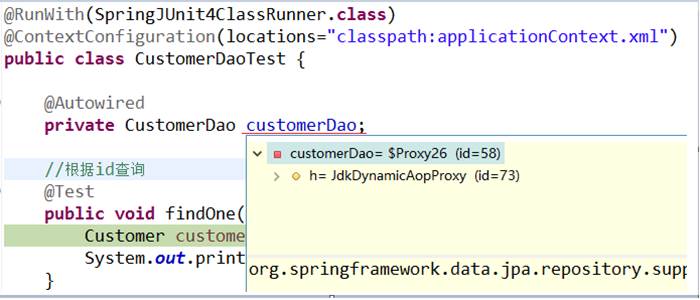 @RunWith(SpringJUnit4ClassRunner.class)
@ContextConfiguration(locations="classpath:applicationContext.xml")
public class CustomerDaoTest {
@Autowired
private CustomerDao customerDao;
customerDao= $Proxy26 (id=58)
h= JdkDynamicAopProxy (id=73)
//根据id查询
@Test
public void findOne(
Customer custome
System.out.print
org.springframework.data.jpa.repository.supp
}